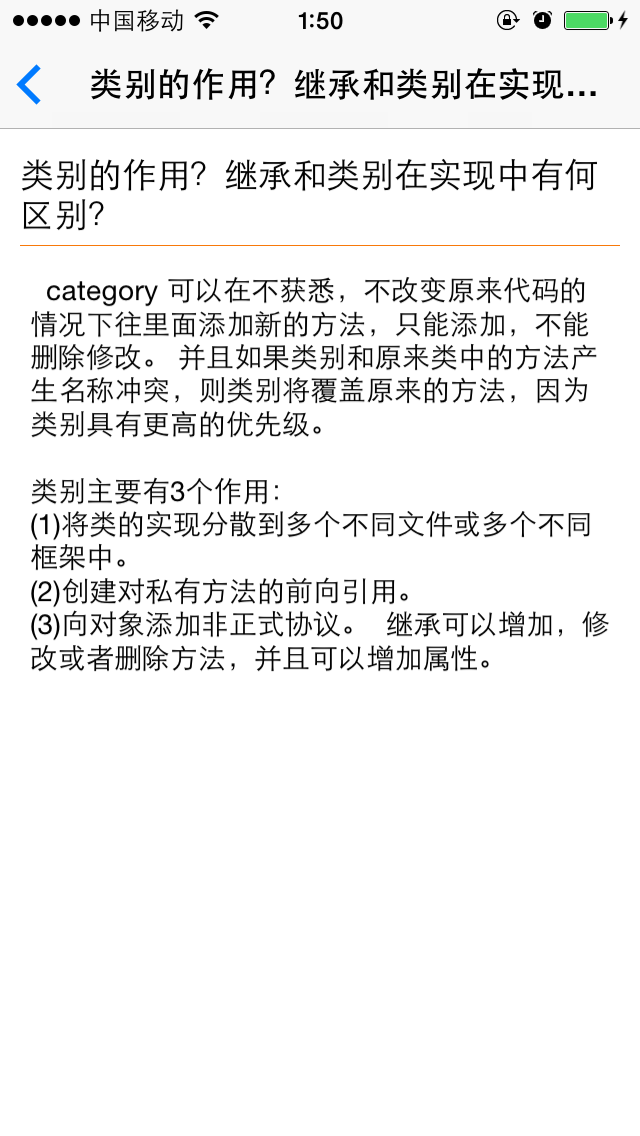 中国移动 1:50
类别的作用？继承和类别在实现...
类别的作用？继承和类别在实现中有何
区别？
category 可以在不获悉，不改变原来代码的
情况下往里面添加新的方法，只能添加，不能
删除修改。 并且如果类别和原来类中的方法产
生名称冲突，则类别将覆盖原来的方法，因为
类别具有更高的优先级。
类别主要有3个作用：
(1)将类的实现分散到多个不同文件或多个不同
框架中。
(2)创建对私有方法的前向引用。
(3)向对象添加非正式协议。 继承可以增加，修
改或者删除方法，并且可以增加属性。